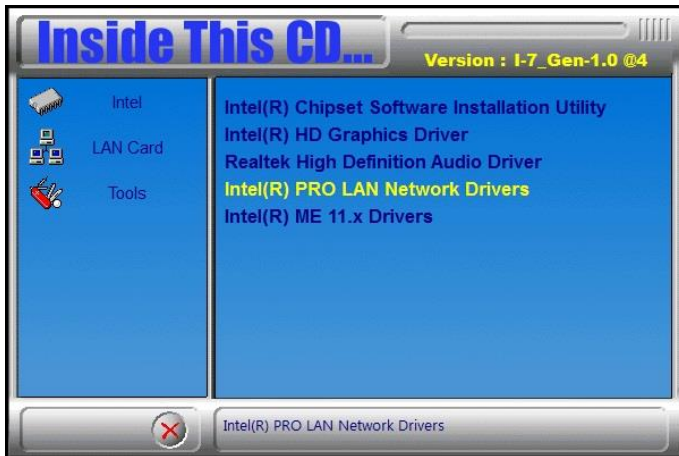 Inside This CD...
Version : I-7_Gen-1.0 @4
Intel
LAN Card
Tools
Intel(R) Chipset Software Installation Utility
Intel(R) HD Graphics Driver
Realtek High Definition Audio Driver
Intel(R) PRO LAN Network Drivers
Intel(R) ME 11.x Drivers
Intel(R) PRO LAN Network Drivers